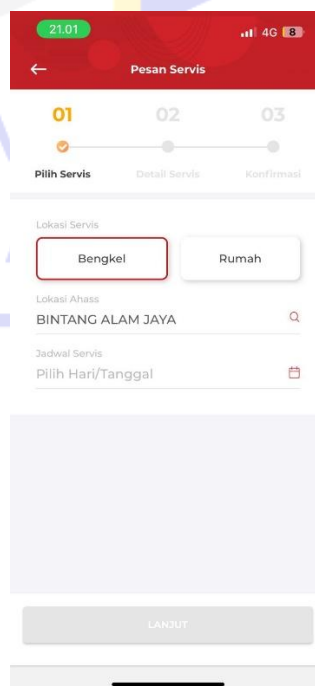 21.01 4G 8
Pesan Servis
01 02 03
Pilih Servis Detail Servis Konfirmasi
Lokasi Servis
Bengkel Rumah
Lokasi Ahass
BINTANG ALAM JAYA
Jadwal Servis
Pilih Hari/Tanggal
LANJUT